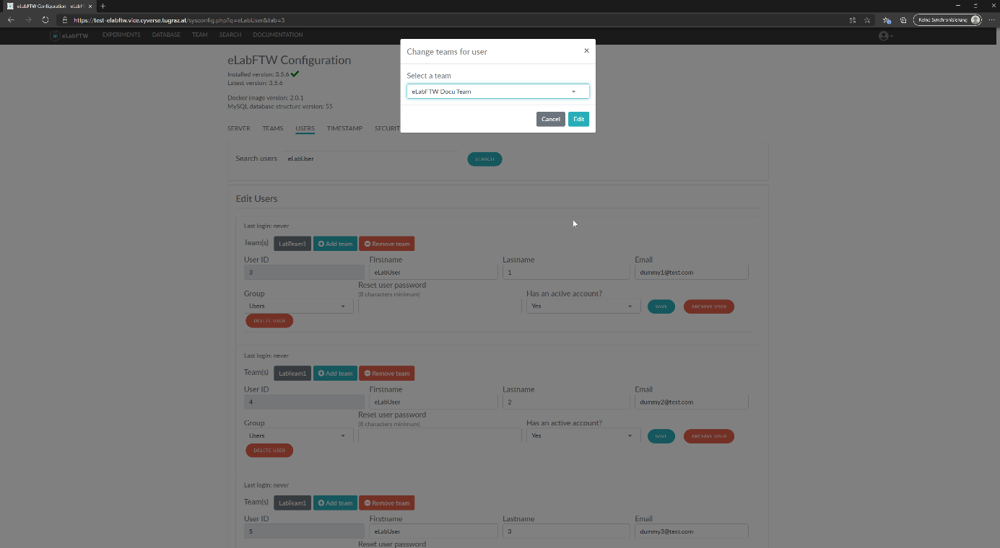 eLabFTW Configuration - eLabFT
https://test-elabftw.vice.cyverse.tugraz.at/sysconfig.php?q=eLabUser&tab=3
Keine Synchronisierung
eLabFTW EXPERIMENTS DATABASE TEAM SEARCH DOCUMENTATION
Change teams for user
Select a team
eLabFTW Docu Team
Cancel Edit
eLabFTW Configuration
Installed version: 3.5.6
Latest version: 3.5.6
Docker image version: 2.0.1
MySQL database structure version: 55
SERVER TEAMS USERS TIMESTAMP SECURIT
Search users eLabUser SEARCH
Edit Users
Last login: never
Team(s) LabTeam1 Add team Remove team
User ID Firstname Lastname Email
3 eLabUser 1 dummy1@test.com
Group Reset user password (8 characters minimum) Has an active account?
Users Yes SAVE ARCHIVE USER
DELETE USER
Last login: never
Team(s) LabTeam1 Add team Remove team
User ID Firstname Lastname Email
4 eLabUser 2 dummy2@test.com
Group Reset user password (8 characters minimum) Has an active account?
Users Yes SAVE ARCHIVE USER
DELETE USER
Last login: never
Team(s) LabTeam1 Add team Remove team
User ID Firstname Lastname Email
5 eLabUser 3 dummy3@test.com
Reset user password